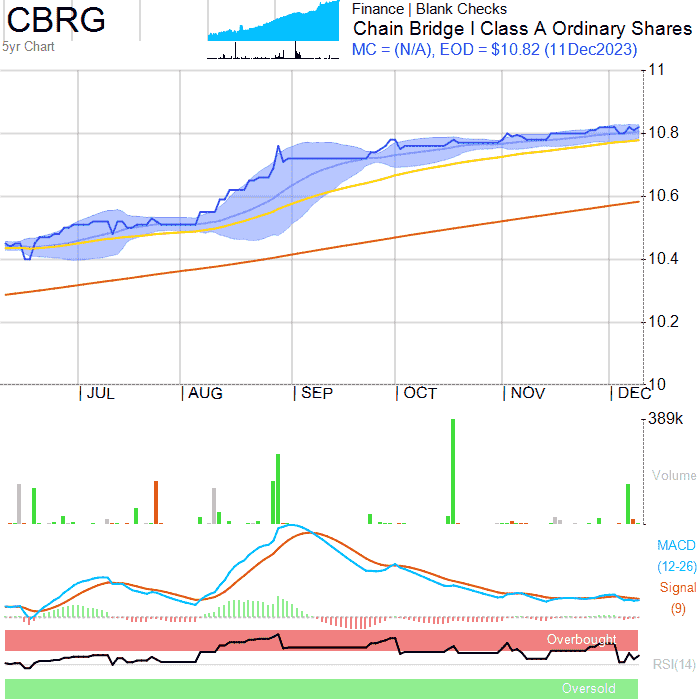 CBRG
5yr Chart
Finance | Blank Checks
Chain Bridge I Class A Ordinary Shares
MC = (N/A), EOD = $10.82 (11Dec2023)
11
10.8
10.6
10.4
10.2
10
| JUL | AUG | SEP | OCT | NOV | DEC
389k
Volume
MACD
(12-26)
Signal
(9)
Overbought
RSI(14)
Oversold